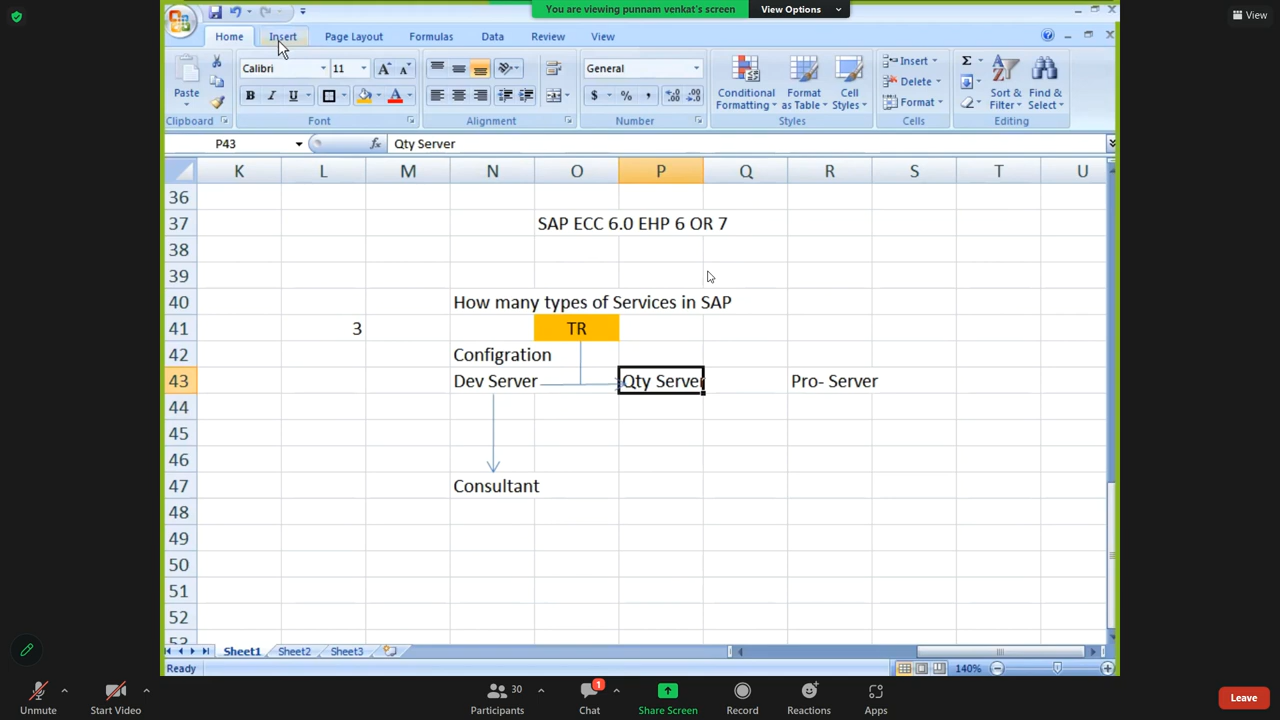 You are viewing punnam venkat's screen
View Options
View
Home
Insert
Page Layout
Formulas
Data
Review
View
Paste
Clipboard
Calibri
11
A A
B I U
A
Font
Alignment
General
$ % ,
.00 .0
Number
Conditional Formatting
Format as Table
Cell Styles
Styles
Insert
Delete
Format
Cells
Σ
Sort & Filter
Find & Select
Editing
P43
fx
Qty Server
K L M N O P Q R S T U
36
37 SAP ECC 6.0 EHP 6 OR 7
38
39
40 How many types of Services in SAP
41 3 TR
42 Configration
43 Dev Server Qty Server Pro- Server
44
45
46
47 Consultant
48
49
50
51
52
53
Sheet1
Sheet2
Sheet3
Ready
140%
Unmute
Start Video
30
Participants
1
Chat
Share Screen
Record
Reactions
Apps
Leave